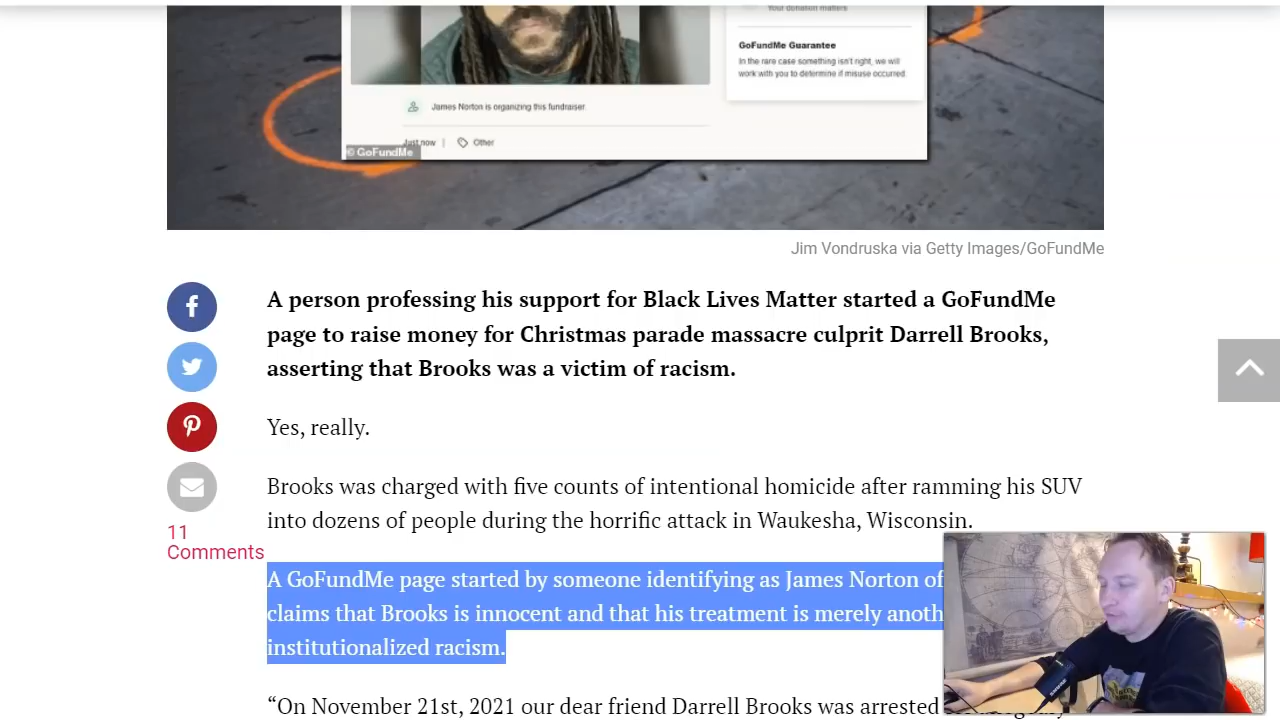 Your donation matters
GoFundMe Guarantee
In the rare case something isn't right, we will
work with you to determine if misuse occurred.
James Norton is organizing this fundraiser
Just now | Other
© GoFundMe
Jim Vondruska via Getty Images/GoFundMe
A person professing his support for Black Lives Matter started a GoFundMe
page to raise money for Christmas parade massacre culprit Darrell Brooks,
asserting that Brooks was a victim of racism.
Yes, really.
Brooks was charged with five counts of intentional homicide after ramming his SUV
into dozens of people during the horrific attack in Waukesha, Wisconsin.
11
Comments
A GoFundMe page started by someone identifying as James Norton of
claims that Brooks is innocent and that his treatment is merely anoth
institutionalized racism.
“On November 21st, 2021 our dear friend Darrell Brooks was arrested